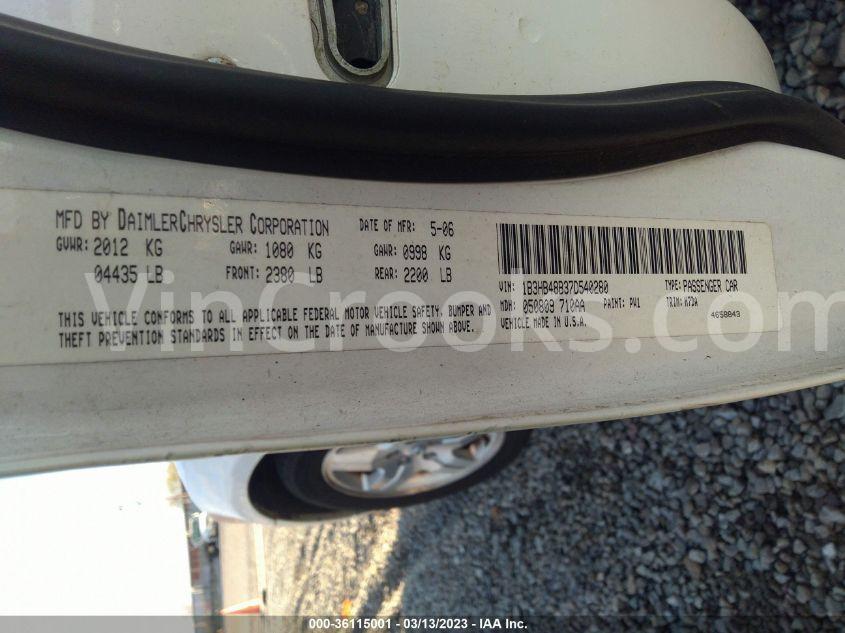 MFD BY DAIMLERCHRYSLER CORPORATION DATE OF MFR: 5-06
GVWR: 2012 KG GAWR: 1080 KG GAWR: 0998 KG
04435 LB FRONT: 2380 LB REAR: 2200 LB
THIS VEHICLE CONFORMS TO ALL APPLICABLE FEDERAL MOTOR VEHICLE SAFETY, BUMPER AND
THEFT PREVENTION STANDARDS IN EFFECT ON THE DATE OF MANUFACTURE SHOWN ABOVE.
VIN: 1B3HB48B37D540280 TYPE: PASSENGER CAR
MDH: 050809 710AA PAINT: PW1 TRIM: A7DA
VEHICLE MADE IN U.S.A. 4658843
VinCrooks.com
000-36115001 - 03/13/2023 - IAA Inc.